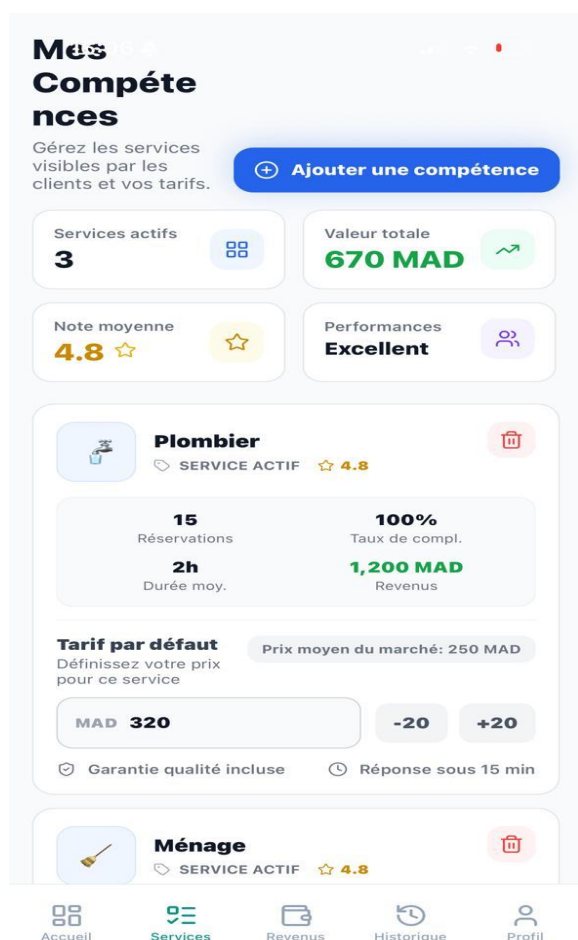 Mes
Compéte
nces
Gérez les services
visibles par les
clients et vos tarifs.
Ajouter une compétence
Services actifs
3
Valeur totale
670 MAD
Note moyenne
4.8
Performances
Excellent
Plombier
SERVICE ACTIF 4.8
15
Réservations
100%
Taux de compl.
2h
Durée moy.
1,200 MAD
Revenus
Tarif par défaut
Définissez votre prix
pour ce service
Prix moyen du marché: 250 MAD
MAD 320
-20
+20
Garantie qualité incluse
Réponse sous 15 min
Ménage
SERVICE ACTIF 4.8
Accueil
Services
Revenus
Historique
Profil